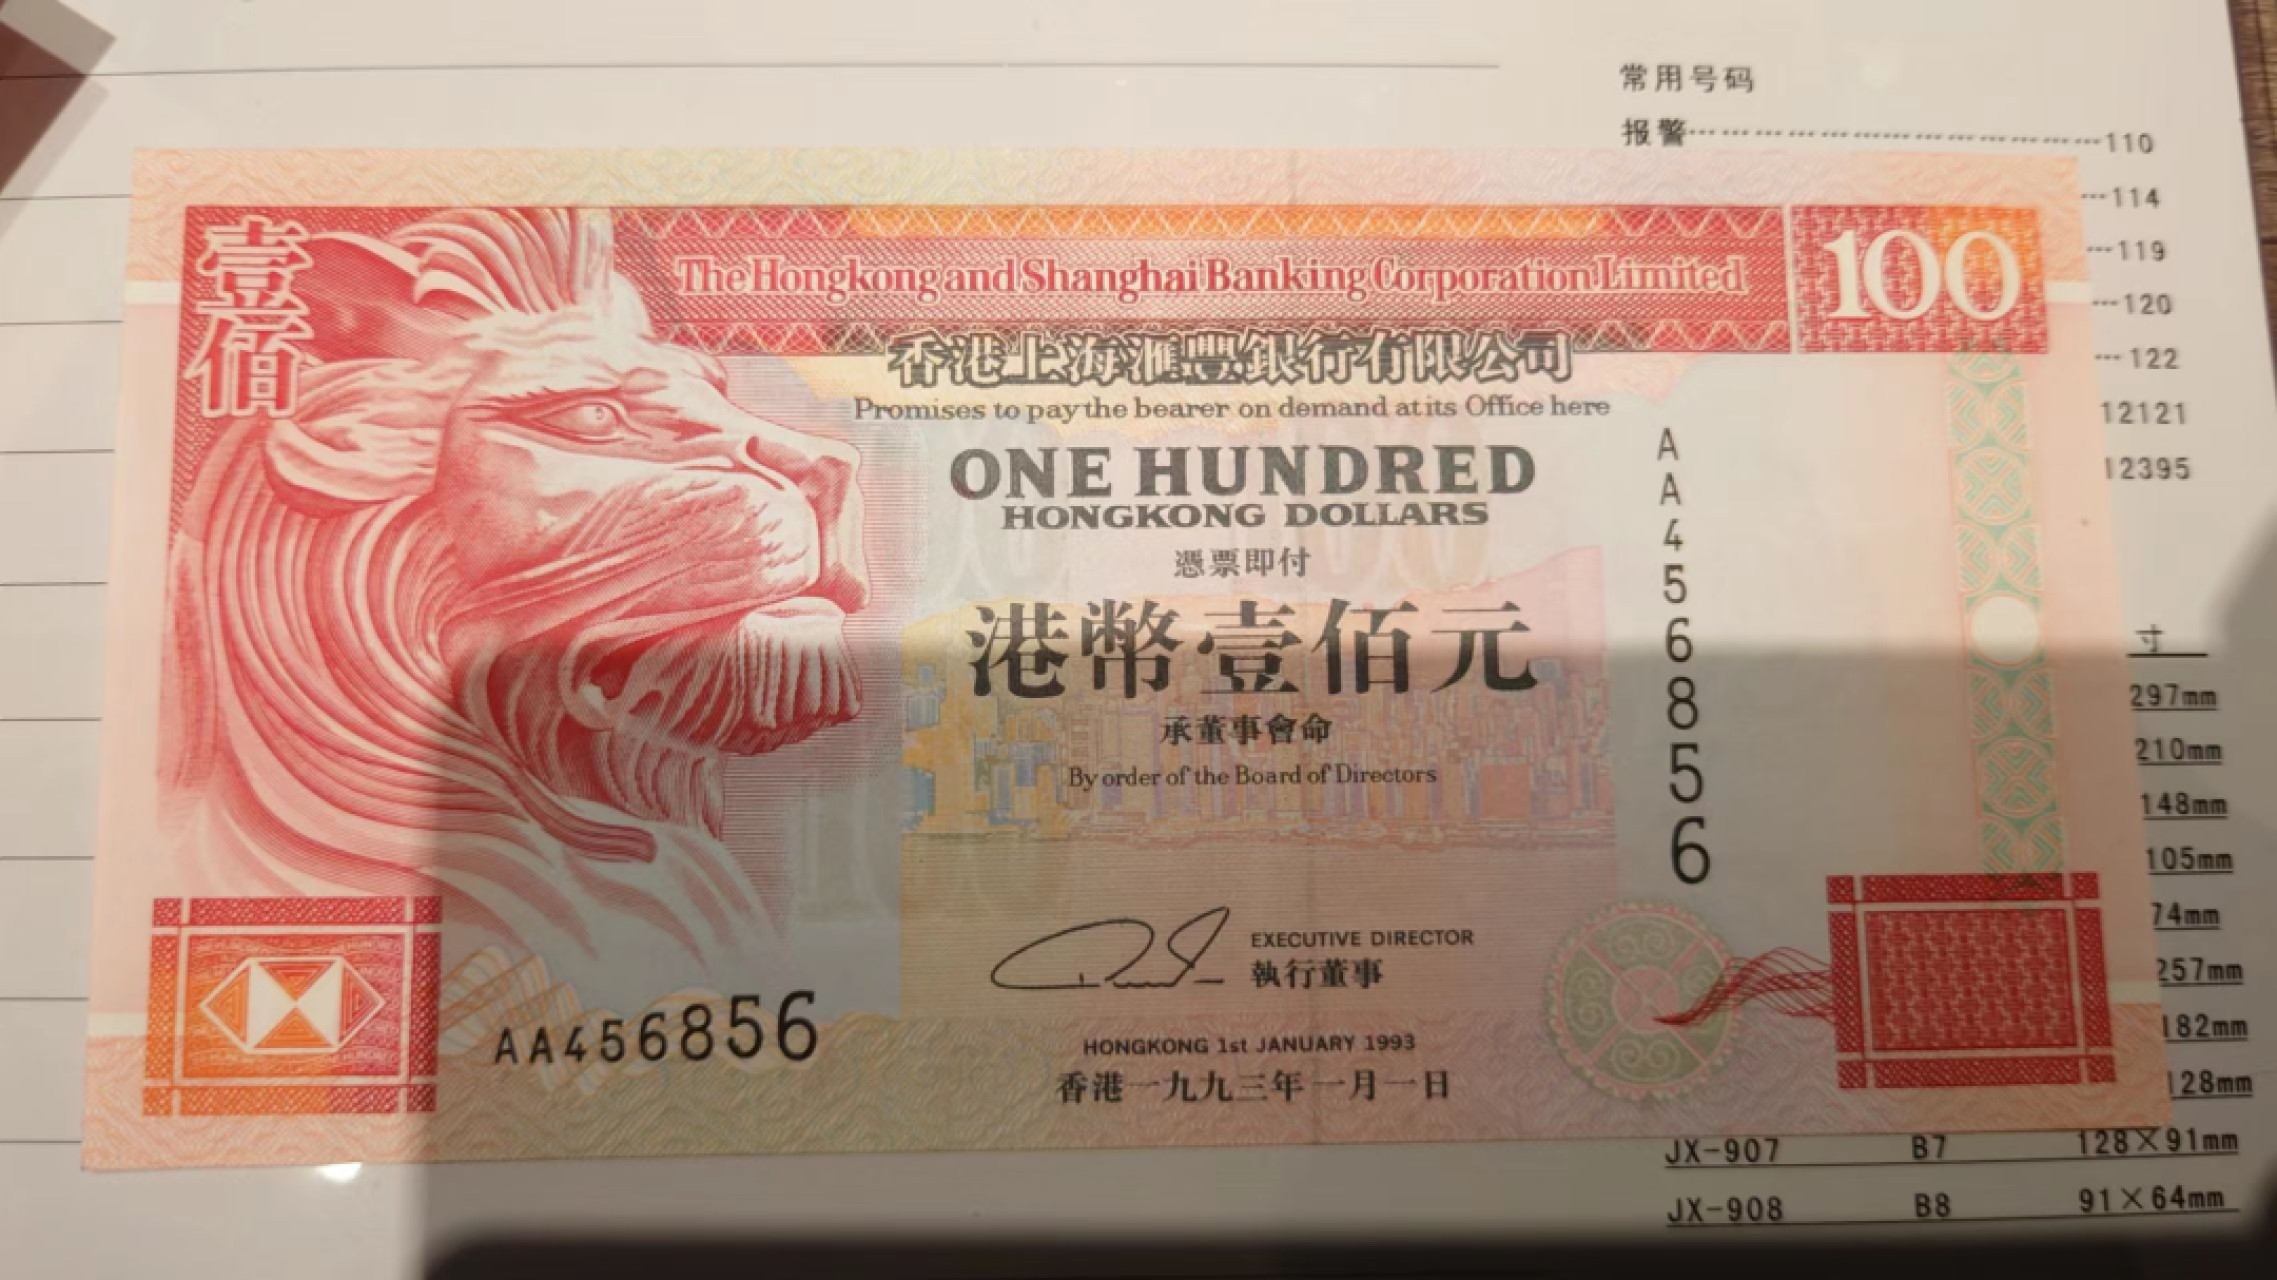 常用号码
报警 110
114
119
120
122
12121
12395
壹佰
The Hongkong and Shanghai Banking Corporation Limited
100
香港上海滙豐銀行有限公司
Promises to pay the bearer on demand at its Office here
ONE HUNDRED
HONGKONG DOLLARS
憑票即付
港幣壹佰元
承董事會命
By order of the Board of Directors
AA456856
EXECUTIVE DIRECTOR
執行董事
AA456856
HONGKONG 1st JANUARY 1993
香港一九九三年一月一日
寸
297mm
210mm
148mm
105mm
74mm
257mm
182mm
128mm
JX-907 B7 128×91mm
JX-908 B8 91×64mm